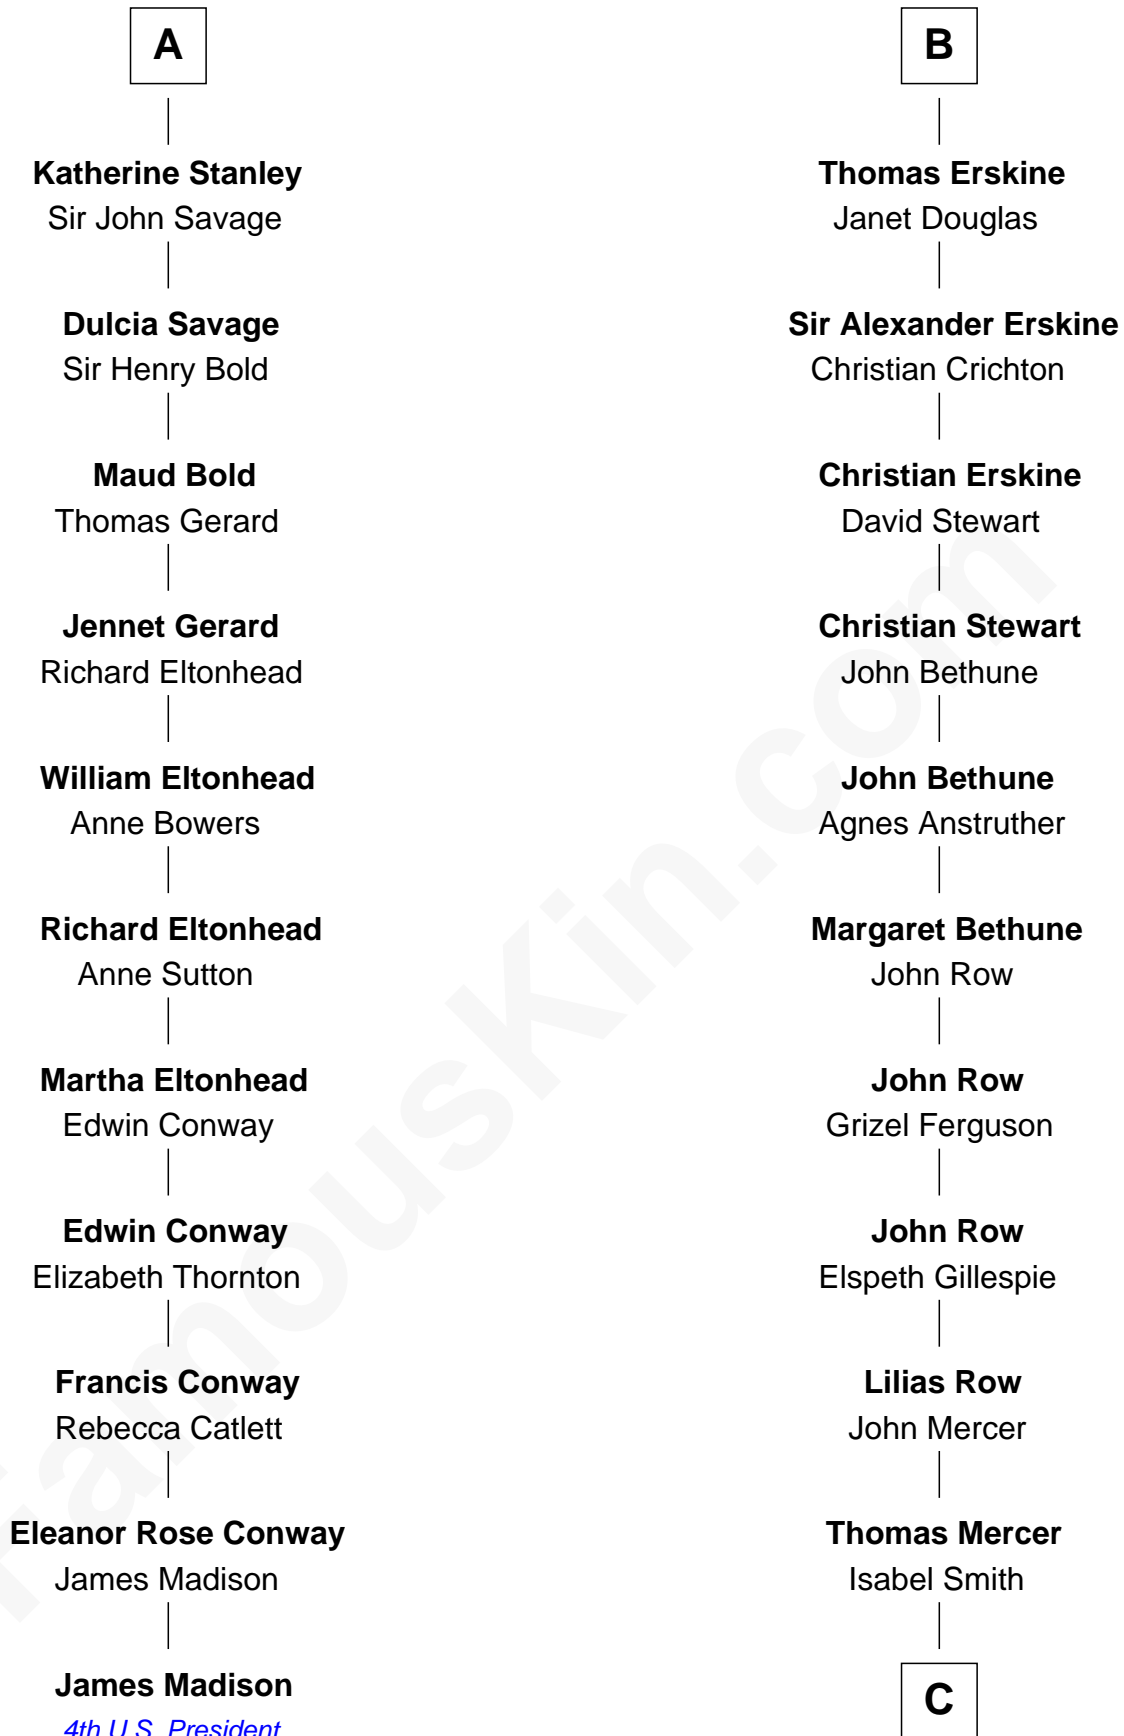 A
Katherine Stanley
Sir John Savage
Dulcia Savage
Sir Henry Bold
Maud Bold
Thomas Gerard
Jennet Gerard
Richard Eltonhead
William Eltonhead
Anne Bowers
Richard Eltonhead
Anne Sutton
Martha Eltonhead
Edwin Conway
Edwin Conway
Elizabeth Thornton
Francis Conway
Rebecca Catlett
Eleanor Rose Conway
James Madison
James Madison
4th U.S. President
B
Thomas Erskine
Janet Douglas
Sir Alexander Erskine
Christian Crichton
Christian Erskine
David Stewart
Christian Stewart
John Bethune
John Bethune
Agnes Anstruther
Margaret Bethune
John Row
John Row
Grizel Ferguson
John Row
Elspeth Gillespie
Lilias Row
John Mercer
Thomas Mercer
Isabel Smith
C
FamousKin.com